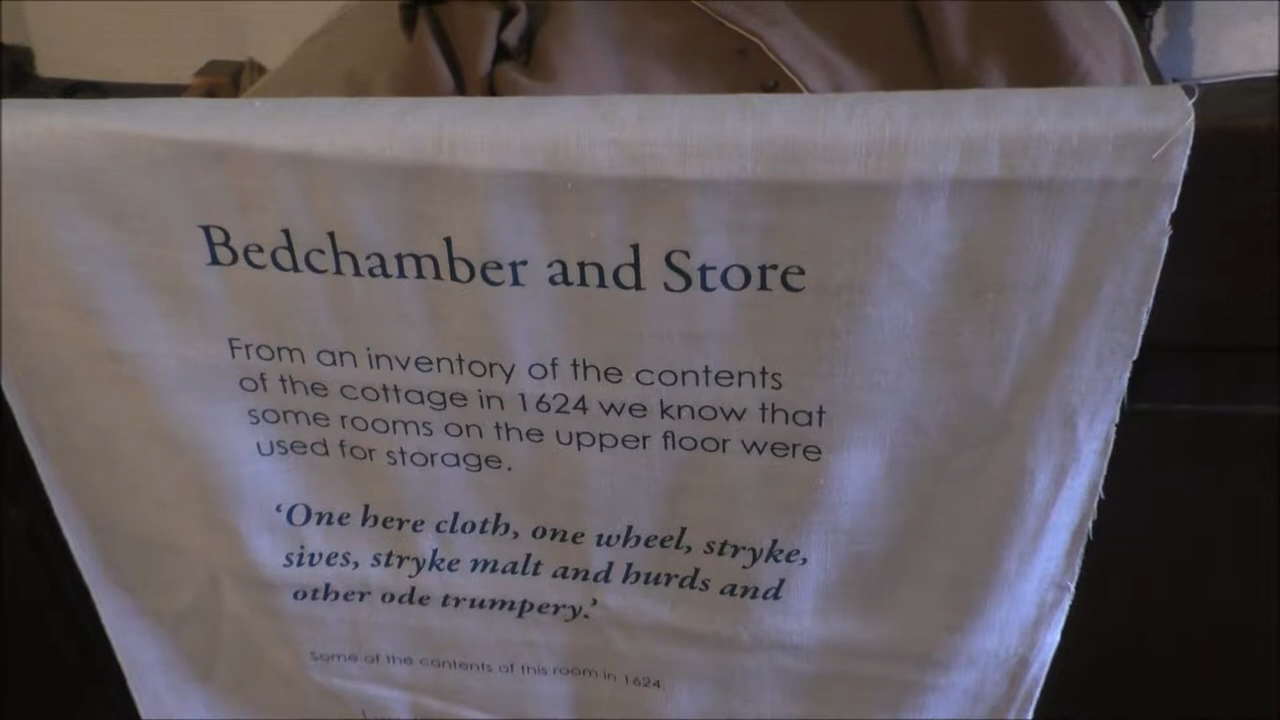 Bedchamber and Store
From an inventory of the contents
of the cottage in 1624 we know that
some rooms on the upper floor were
used for storage.
‘One here cloth, one wheel, stryke,
sives, stryke malt and hurds and
other ode trumpery.’
Some of the contents of this room in 1624.